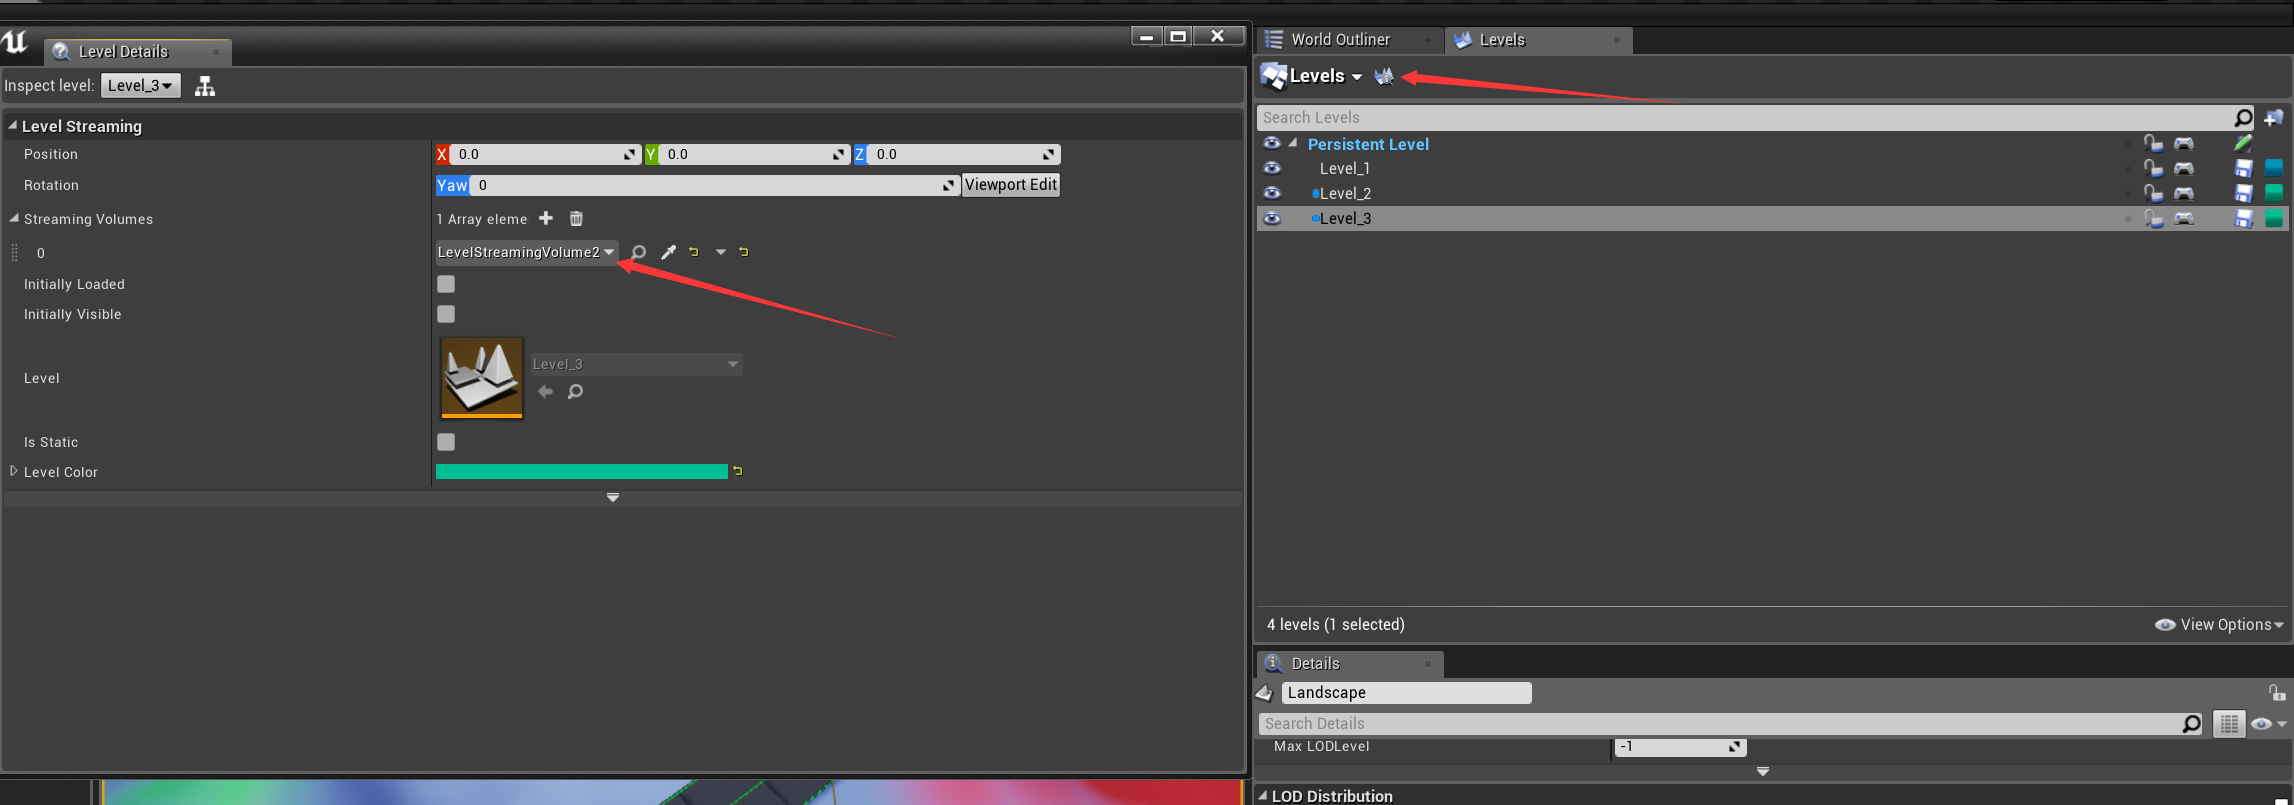 Level Details
Inspect level: Level_3
Level Streaming
Position X 0.0 Y 0.0 Z 0.0
Rotation Yaw 0 Viewport Edit
Streaming Volumes 1 Array eleme
0 LevelStreamingVolume2
Initially Loaded
Initially Visible
Level Level_3
Is Static
Level Color
World Outliner Levels
Levels
Search Levels
Persistent Level
Level_1
Level_2
Level_3
4 levels (1 selected) View Options
Details
Landscape
Search Details
Max LODLevel -1
LOD Distribution